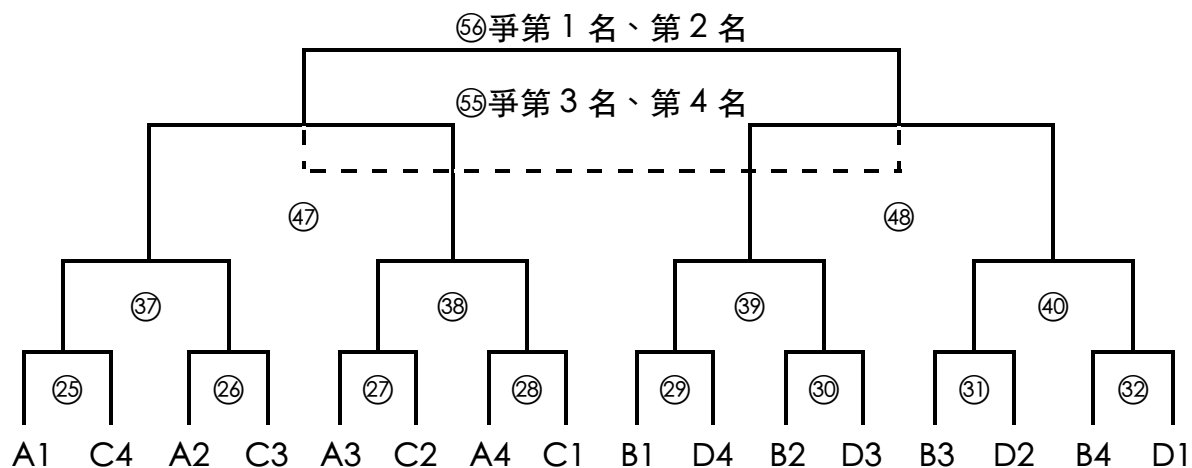 ㊻爭第 1 名、第 2 名
㊺爭第 3 名、第 4 名
㊼ ㊽
㊲ ㊳ ㊴ ㊵
㉕ ㉖ ㉗ ㉘ ㉙ ㉚ ㉛ ㉜
A1 C4 A2 C3 A3 C2 A4 C1 B1 D4 B2 D3 B3 D2 B4 D1